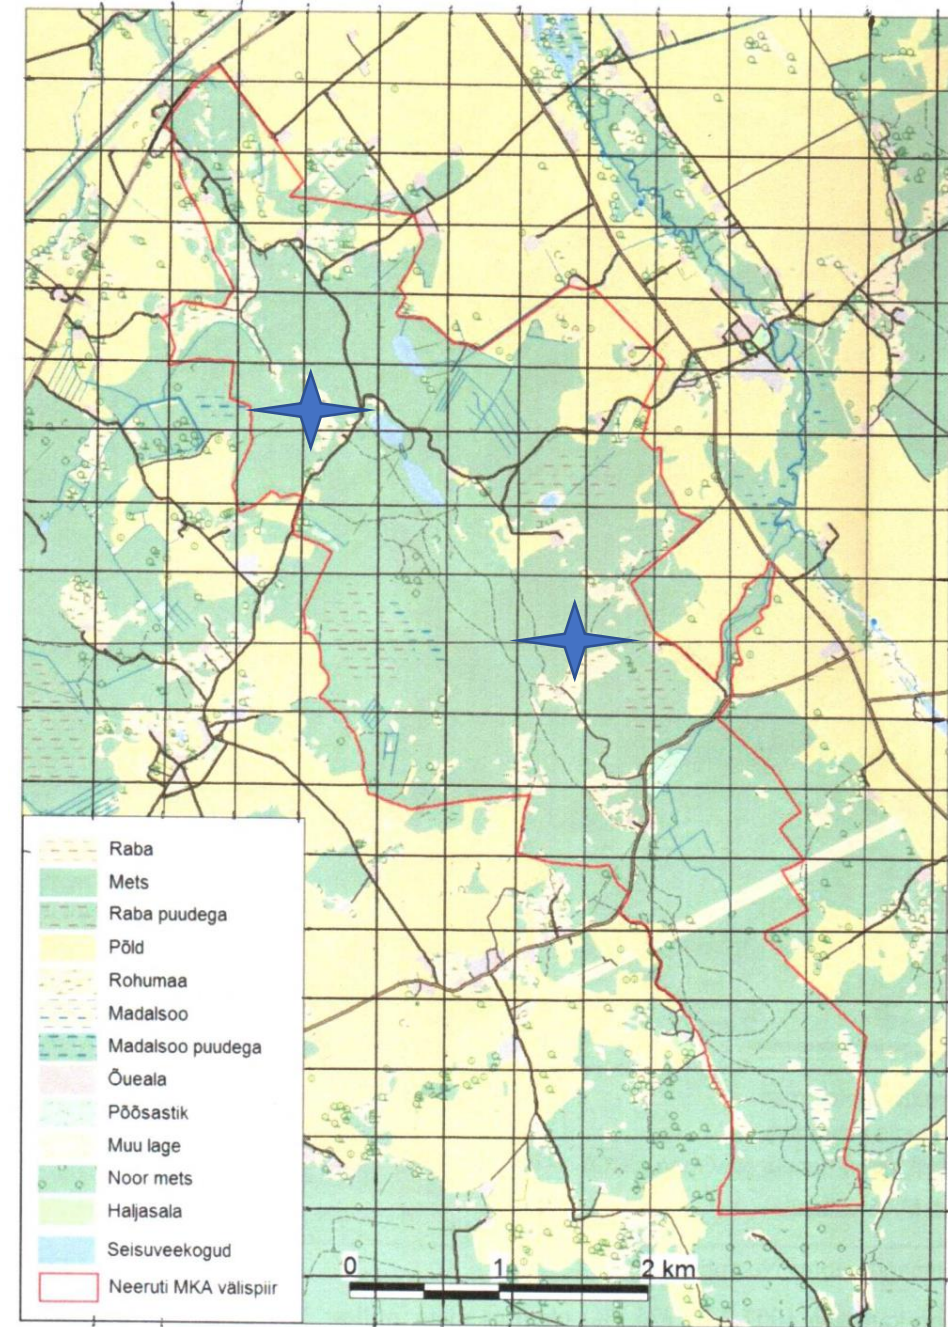 Raba
Mets
Raba puudega
Põld
Rohumaa
Madalsoo
Madalsoo puudega
Õueala
Põõsastik
Muu lage
Noor mets
Haljasala
Seisuveekogud
Neeruti MKA välispiir
0 1 2 km